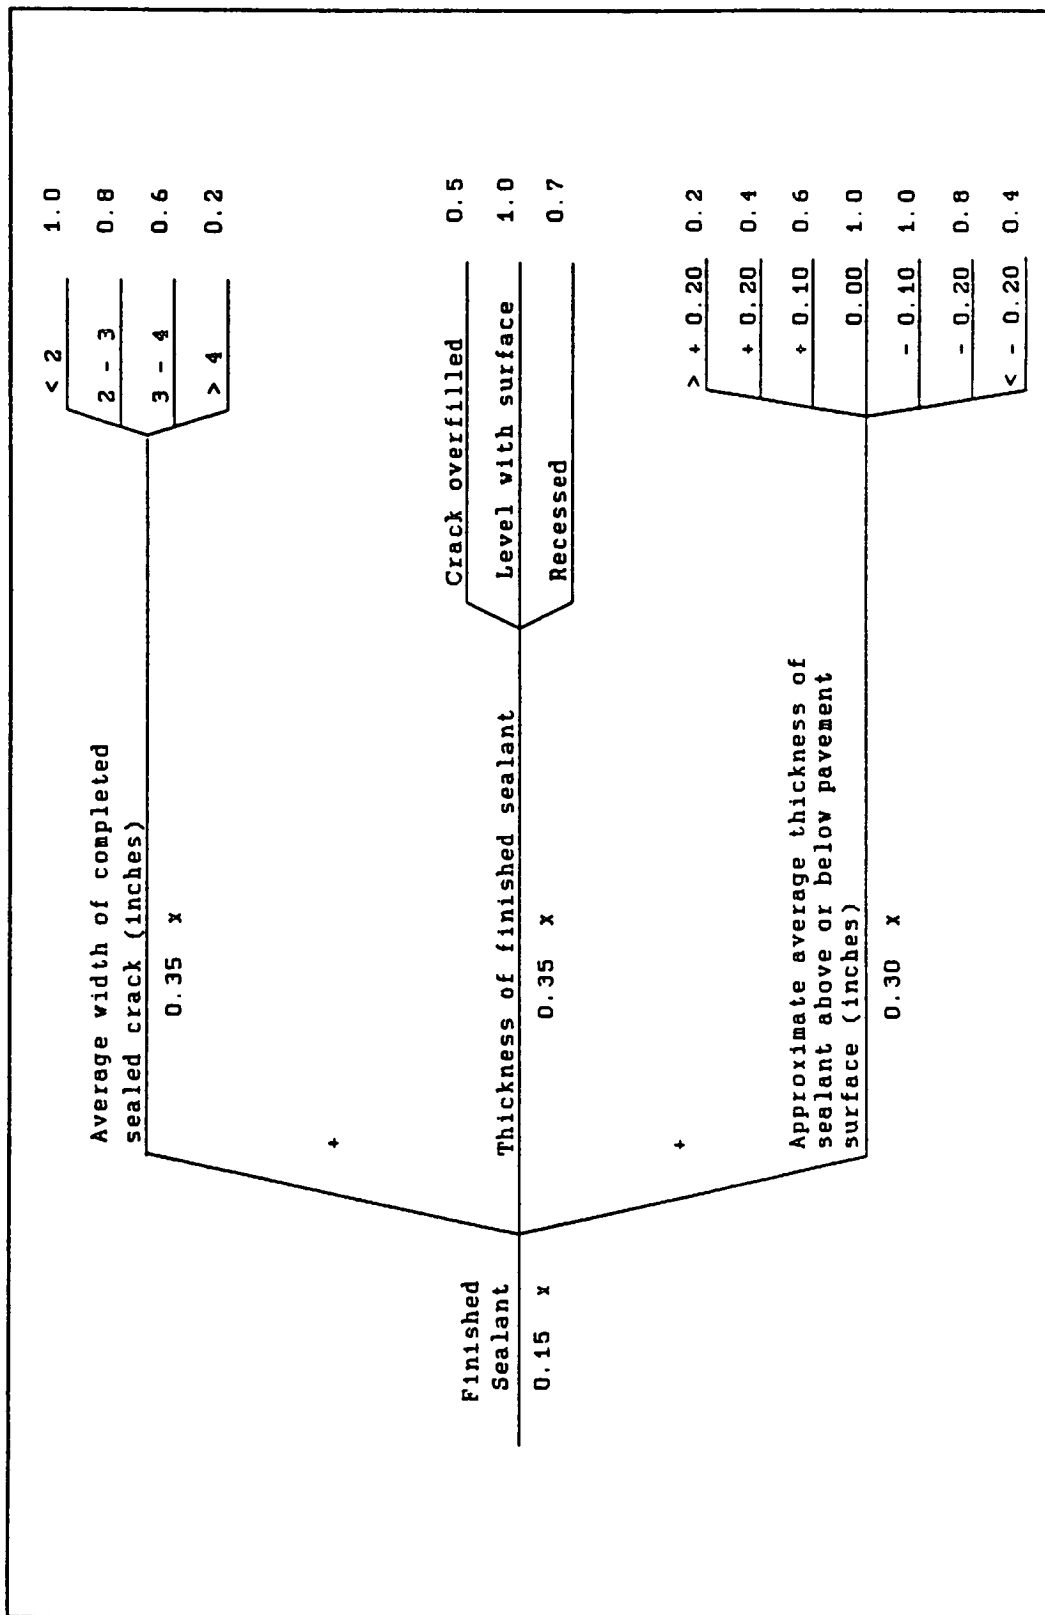 Finished
Sealant
0.15 x
+
+
Average width of completed
sealed crack (inches)
0.35 x
< 2 1.0
2 - 3 0.8
3 - 4 0.6
> 4 0.2
Thickness of finished sealant
0.35 x
Crack overfilled 0.5
Level with surface 1.0
Recessed 0.7
Approximate average thickness of
sealant above or below pavement
surface (inches)
0.30 x
> + 0.20 0.2
+ 0.20 0.4
+ 0.10 0.6
0.00 1.0
- 0.10 1.0
- 0.20 0.8
< - 0.20 0.4